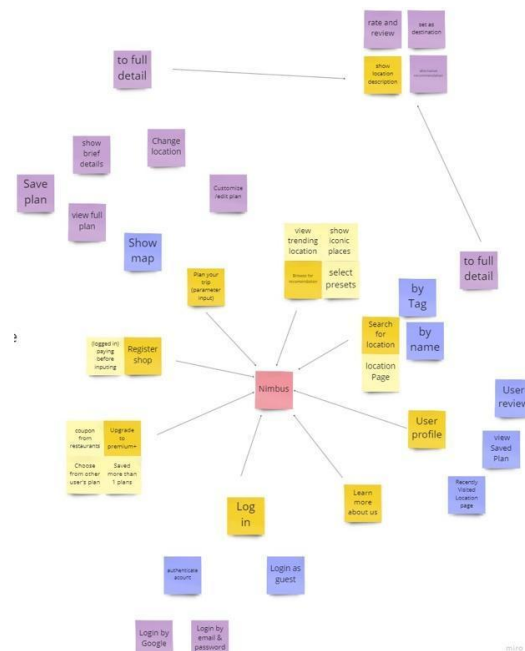 rate and
review
set as
destination
to full
detail
show
location
description
show
brief
details
Change
location
Save
plan
Customise
/edit plan
view full
plan
Show
map
view
trending
location
show
iconic
places
to full
detail
Plan your
trip
(parameter
input)
Browse for
select
presets
by
Tag
Search
for
location
by
name
e
(logged in)
paying
before
inputing
Register
shop
location
Page
Nimbus
User
review
coupon
from
restaurants
Upgrade
to
premium+
User
profile
view
Saved
Plan
Choose
from other
user's plan
Saved
more than
1 plans
Recently
Visited
Location
page
Log
in
Learn
more
about us
authenticate
acount
Login as
guest
Login by
Google
Login by
email &
password
miro